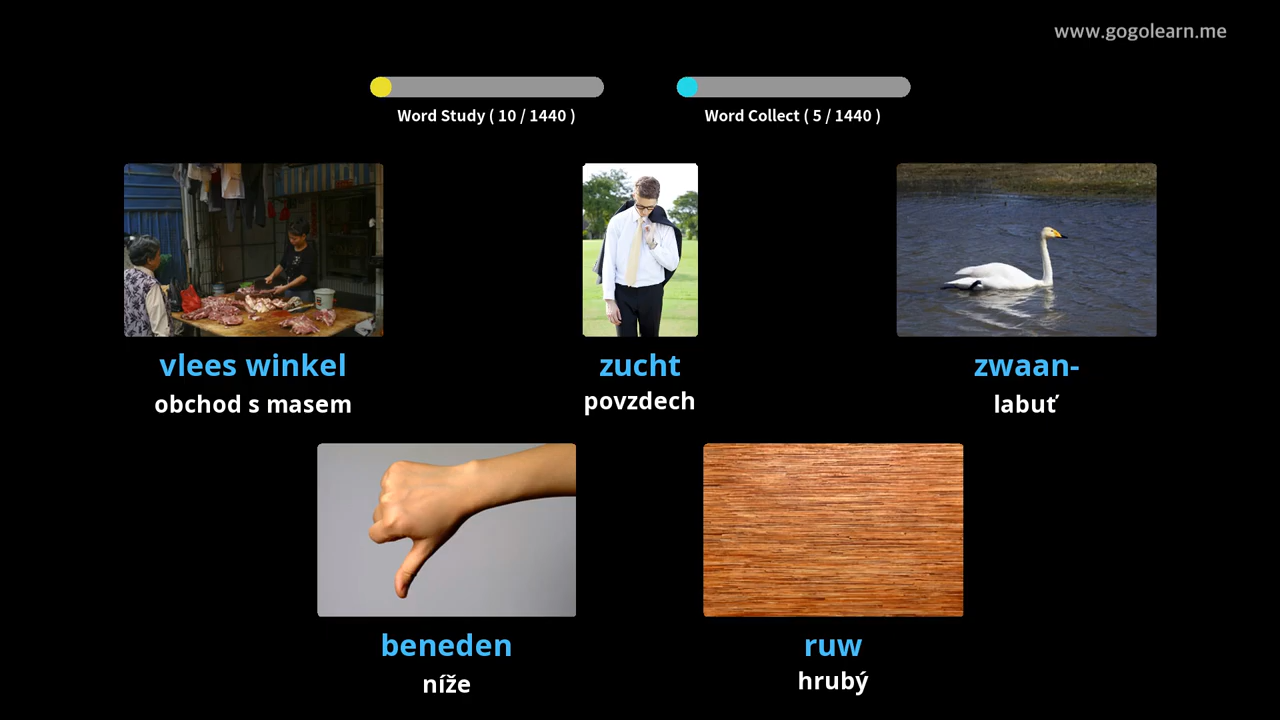 www.gogolearn.me
Word Study ( 10 / 1440 )
Word Collect ( 5 / 1440 )
vlees winkel
obchod s masem
zucht
povzdech
zwaan-
labuť
beneden
níže
ruw
hrubý